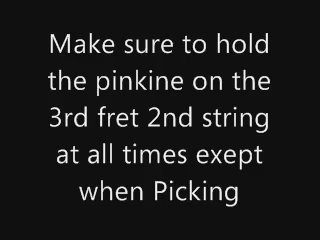 Make sure to hold
the pinkine on the
3rd fret 2nd string
at all times exept
when Picking